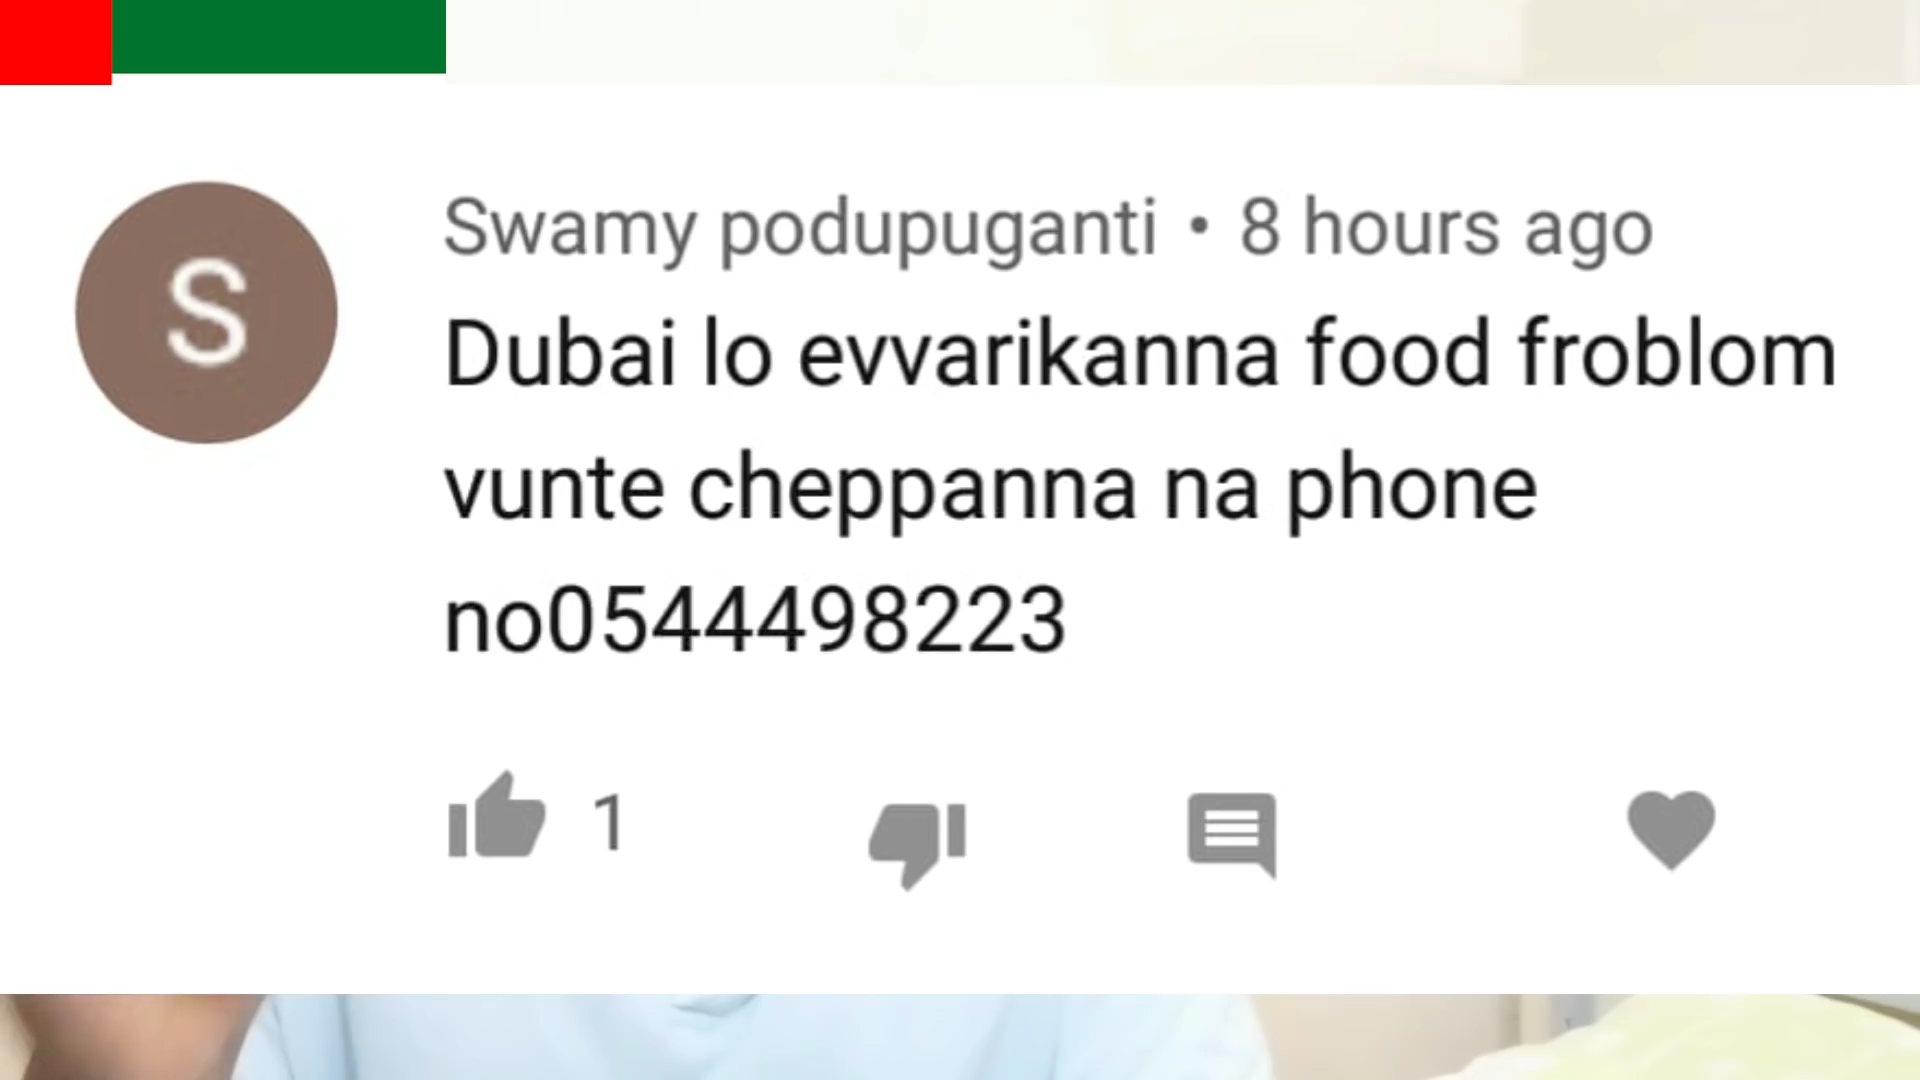 S
Swamy podupuganti • 8 hours ago
Dubai lo evvarikanna food froblom
vunte cheppanna na phone
no0544498223
1